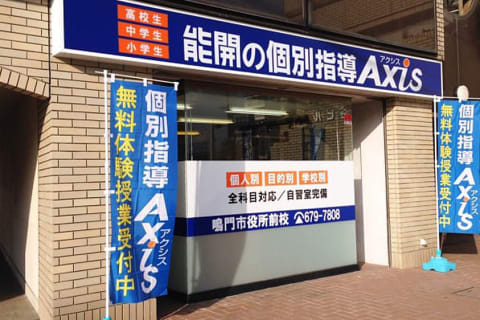 高校生
中学生
小学生
能開の個別指導
アクシス
Axis
個別指導
Axis
アクシス
無料体験授業受付中
個人別
目的別
学校別
全科目対応／自習室完備
鳴門市役所前校
679-7808
個別指導
Axis
アクシス
無料体験授業受付中